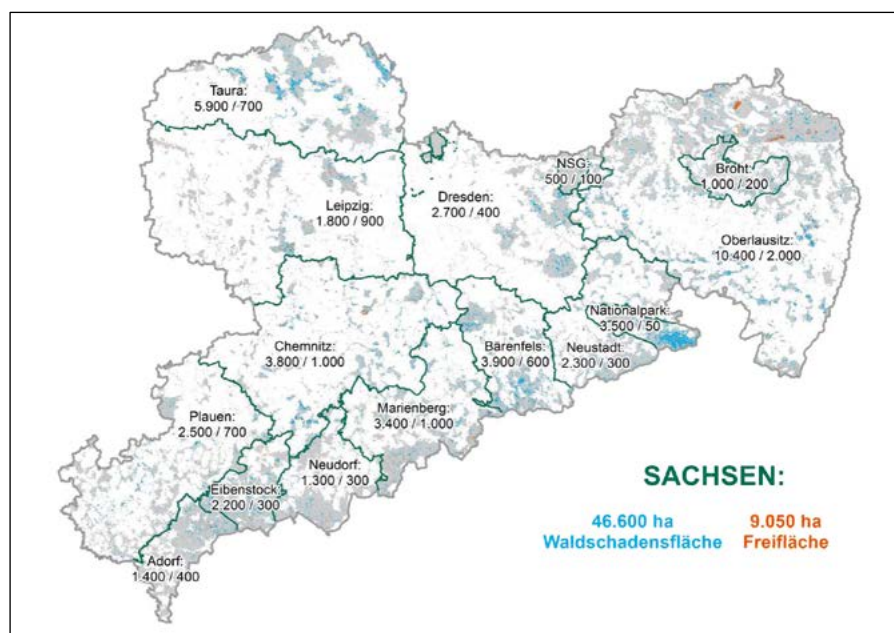 Taura:
5.900 / 700
NSG:
500 / 100
Broht:
1.000 / 200
Leipzig:
1.800 / 900
Dresden:
2.700 / 400
Oberlausitz:
10.400 / 2.000
Nationalpark:
3.500 / 50
Chemnitz:
3.800 / 1.000
Bärenfels:
3.900 / 600
Neustadt:
2.300 / 300
Marienberg:
3.400 / 1.000
Plauen:
2.500 / 700
Neudorf:
1.300 / 300
Eibenstock:
2.200 / 300
Adorf:
1.400 / 400
SACHSEN:
46.600 ha
Waldschadensfläche
9.050 ha
Freifläche